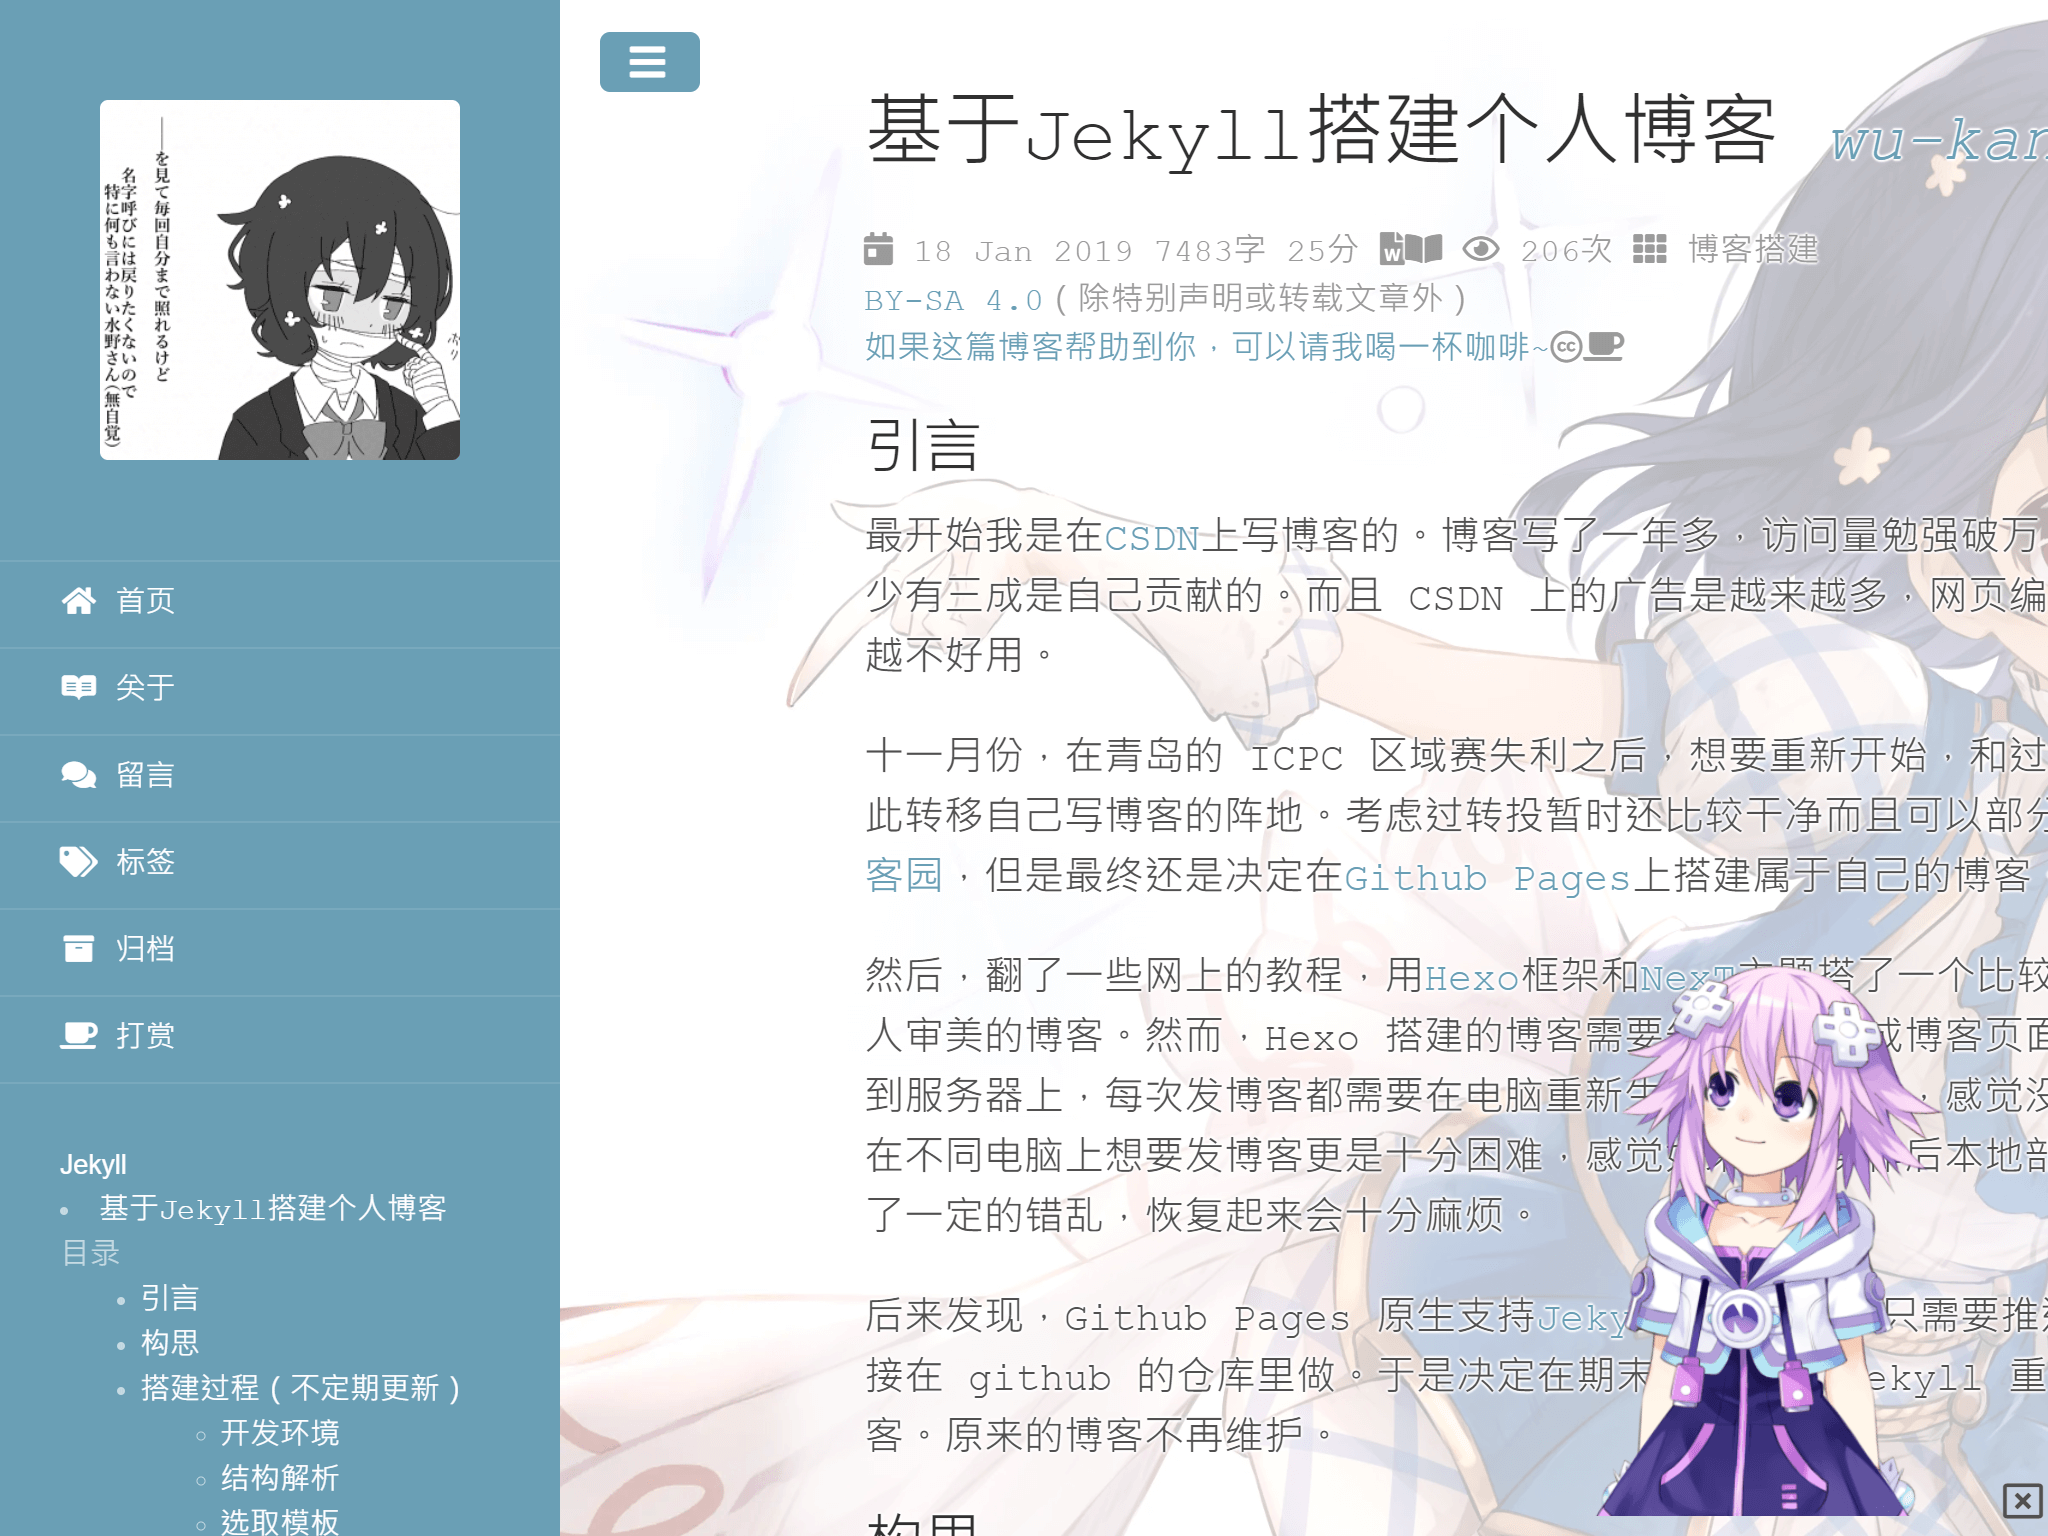 ——を見て毎回自分まで照れるけど
名字呼びには戻りたくないので
特に何も言わない水野さん(無自覚)
首页
关于
留言
标签
归档
打赏
Jekyll
基于Jekyll搭建个人博客
目录
引言
构思
搭建过程（不定期更新）
开发环境
结构解析
选取模板
基于Jekyll搭建个人博客 wu-kan
18 Jan 2019 7483字 25分 206次 博客搭建
BY-SA 4.0（除特别声明或转载文章外）
如果这篇博客帮助到你，可以请我喝一杯咖啡~
引言
最开始我是在CSDN上写博客的。博客写了一年多，访问量勉强破万
少有三成是自己贡献的。而且 CSDN 上的广告是越来越多，网页编
越不好用。
十一月份，在青岛的 ICPC 区域赛失利之后，想要重新开始，和过
此转移自己写博客的阵地。考虑过转投暂时还比较干净而且可以部分
客园，但是最终还是决定在Github Pages上搭建属于自己的博客
然后，翻了一些网上的教程，用Hexo框架和NexT主题搭了一个比较
人审美的博客。然而，Hexo 搭建的博客需要 成博客页面
到服务器上，每次发博客都需要在电脑重新生 ，感觉没
在不同电脑上想要发博客更是十分困难，感觉 后本地部
了一定的错乱，恢复起来会十分麻烦。
后来发现，Github Pages 原生支持Jeky 只需要推送
接在 github 的仓库里做。于是决定在期末 ekyll 重
客。原来的博客不再维护。
构思